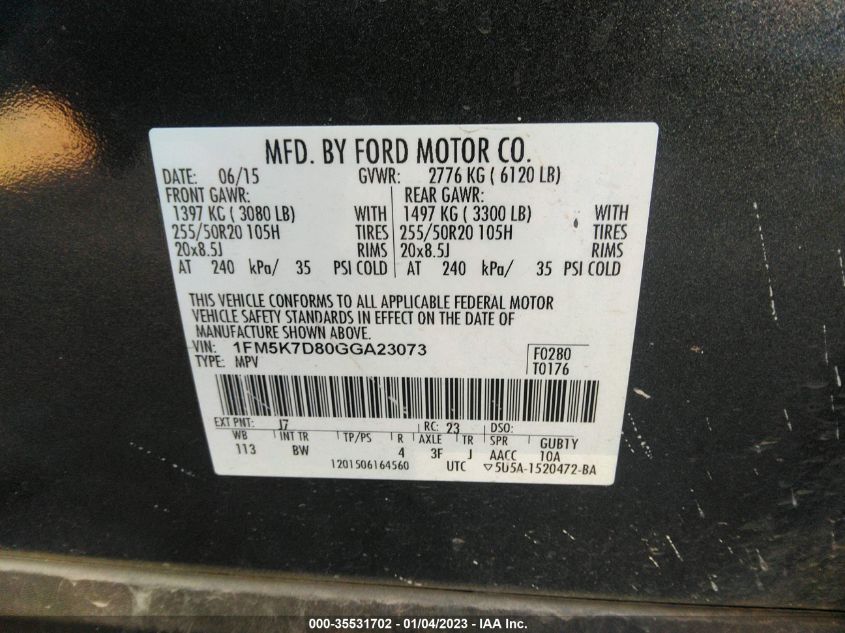 MFD. BY FORD MOTOR CO.
DATE: 06/15 GVWR: 2776 KG ( 6120 LB)
FRONT GAWR: REAR GAWR:
1397 KG ( 3080 LB) WITH 1497 KG ( 3300 LB) WITH
255/50R20 105H TIRES 255/50R20 105H TIRES
20x8.5J RIMS 20x8.5J RIMS
AT 240 kPa/ 35 PSI COLD AT 240 kPa/ 35 PSI COLD
THIS VEHICLE CONFORMS TO ALL APPLICABLE FEDERAL MOTOR
VEHICLE SAFETY STANDARDS IN EFFECT ON THE DATE OF
MANUFACTURE SHOWN ABOVE.
VIN: 1FM5K7D80GGA23073 F0280
TYPE: MPV T0176
EXT PNT: J7 RC: 23 DSO:
WB INT TR TP/PS R AXLE TR SPR GUB1Y
113 BW 4 3F J AACC 10A
1201506164560 UTC ▽5U5A-1520472-BA
000-35531702 - 01/04/2023 - IAA Inc.